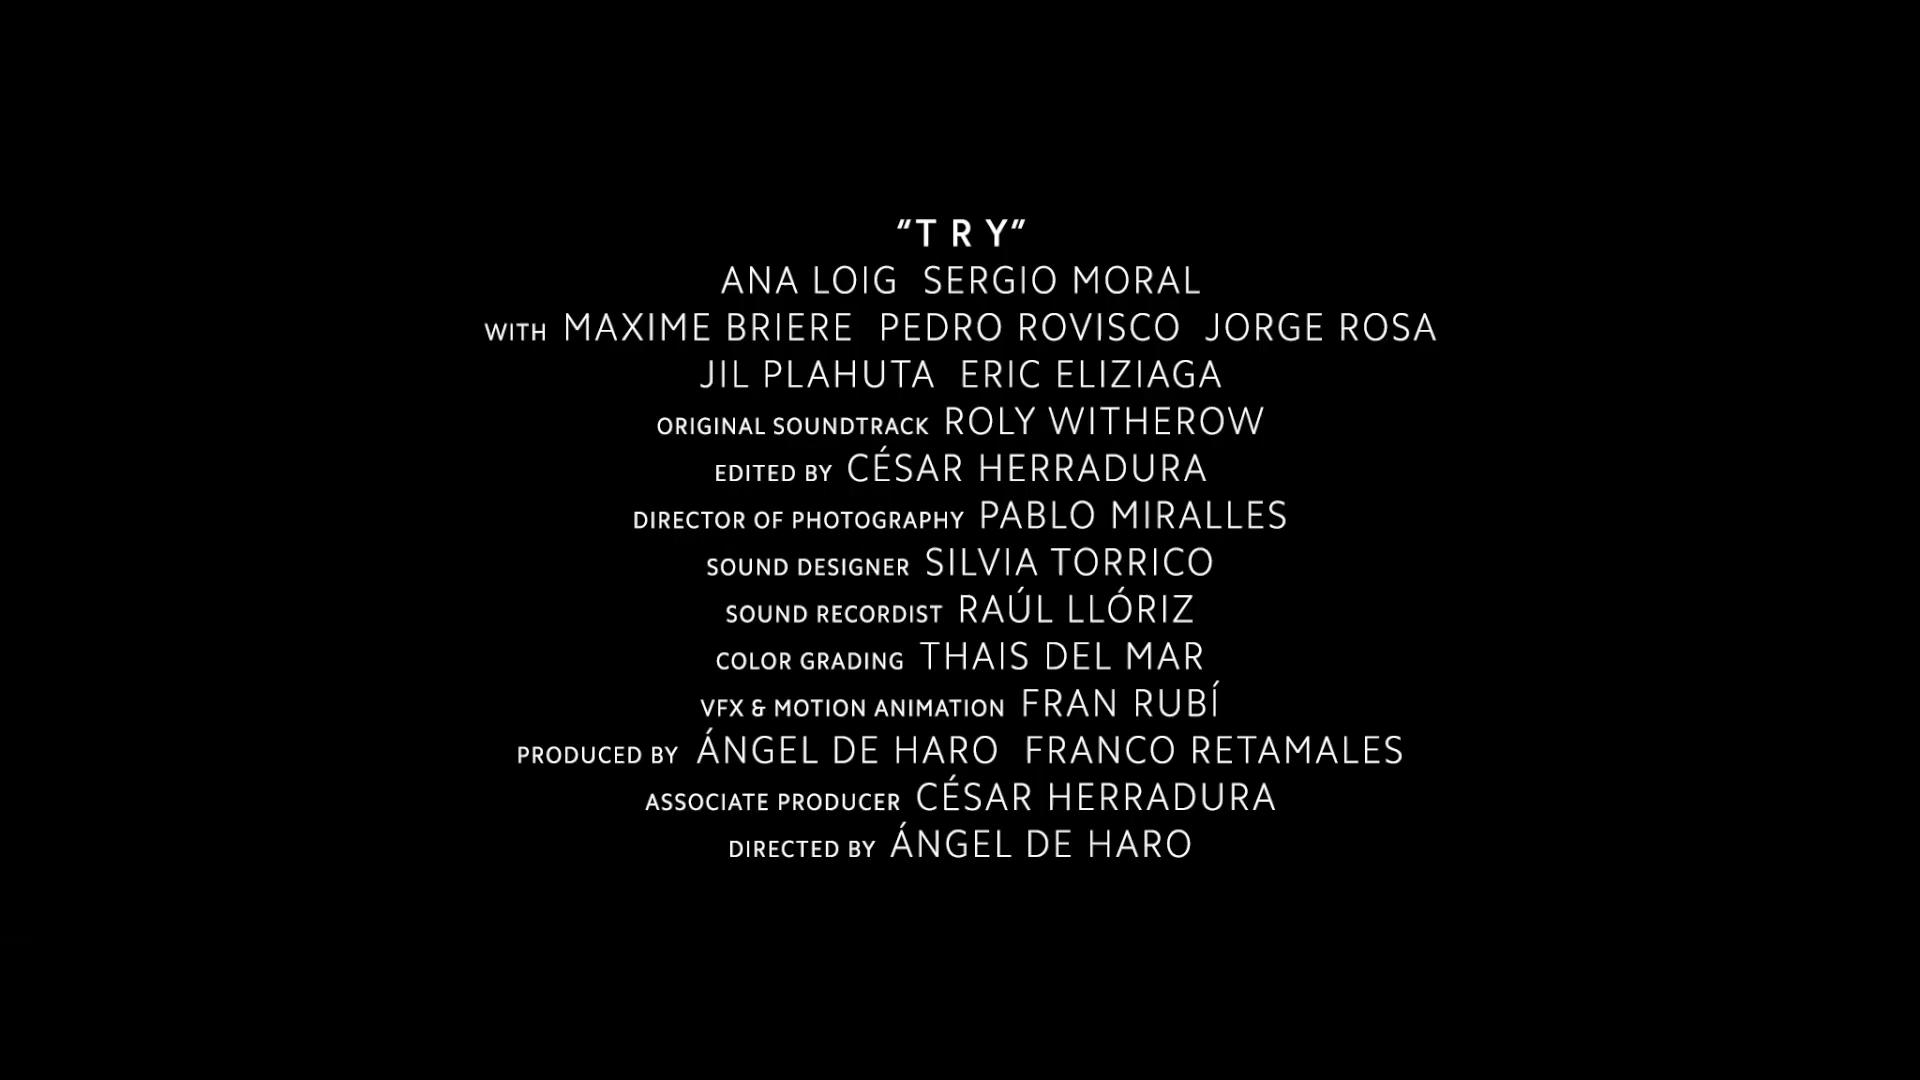 “T R Y”
ANA LOIG SERGIO MORAL
WITH MAXIME BRIERE PEDRO ROVISCO JORGE ROSA
JIL PLAHUTA ERIC ELIZIAGA
ORIGINAL SOUNDTRACK ROLY WITHEROW
EDITED BY CÉSAR HERRADURA
DIRECTOR OF PHOTOGRAPHY PABLO MIRALLES
SOUND DESIGNER SILVIA TORRICO
SOUND RECORDIST RAÚL LLÓRIZ
COLOR GRADING THAIS DEL MAR
VFX & MOTION ANIMATION FRAN RUBÍ
PRODUCED BY ÁNGEL DE HARO FRANCO RETAMALES
ASSOCIATE PRODUCER CÉSAR HERRADURA
DIRECTED BY ÁNGEL DE HARO